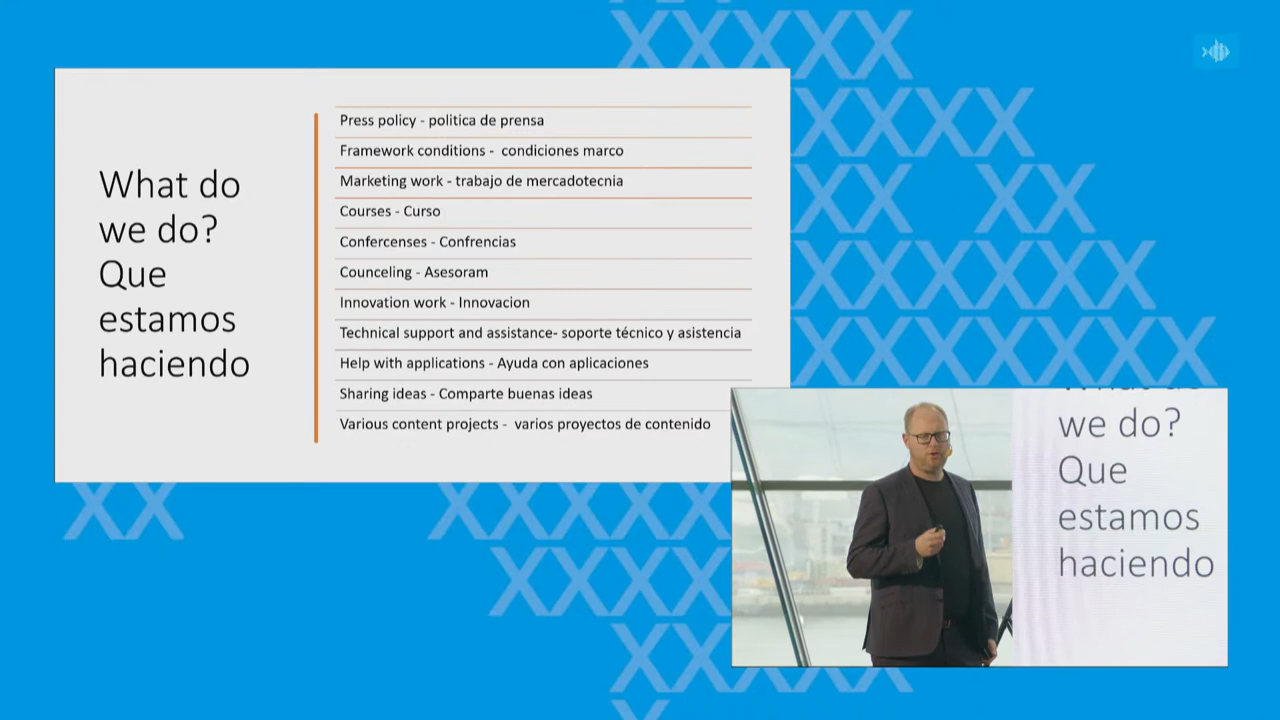 What do
we do?
Que
estamos
haciendo
Press policy - politica de prensa
Framework conditions -  condiciones marco
Marketing work - trabajo de mercadotecnia
Courses - Curso
Confercenses - Confrencias
Counceling - Asesoram
Innovation work - Innovacion
Technical support and assistance- soporte técnico y asistencia
Help with applications - Ayuda con aplicaciones
Sharing ideas - Comparte buenas ideas
Various content projects -  varios proyectos de contenido
we do?
Que
estamos
haciendo